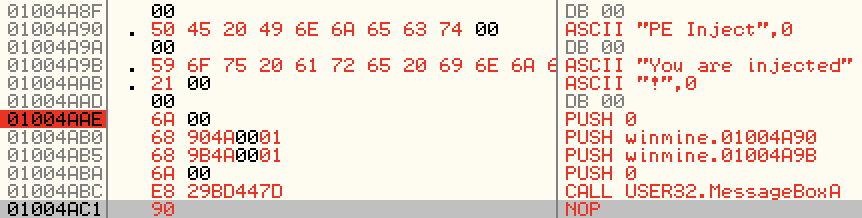 01004A8F 00 DB 00
01004A90 . 50 45 20 49 6E 6A 65 63 74 00 ASCII "PE Inject",0
01004A9A 00 DB 00
01004A9B . 59 6F 75 20 61 72 65 20 69 6E 6A 6 ASCII "You are injected"
01004AAB . 21 00 ASCII "!",0
01004AAD 00 DB 00
01004AAE 6A 00 PUSH 0
01004AB0 68 904A0001 PUSH winmine.01004A90
01004AB5 68 9B4A0001 PUSH winmine.01004A9B
01004ABA 6A 00 PUSH 0
01004ABC E8 29BD447D CALL USER32.MessageBoxA
01004AC1 90 NOP